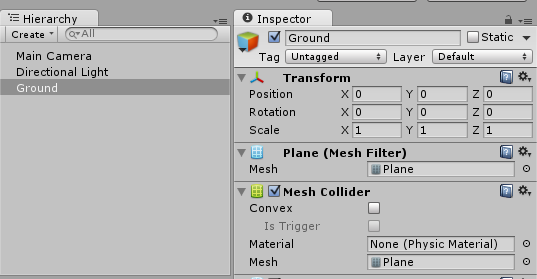 Hierarchy
Create All
Main Camera
Directional Light
Ground
Inspector
Ground Static
Tag Untagged Layer Default
Transform
Position X 0 Y 0 Z 0
Rotation X 0 Y 0 Z 0
Scale X 1 Y 1 Z 1
Plane (Mesh Filter)
Mesh Plane
Mesh Collider
Convex
Is Trigger
Material None (Physic Material)
Mesh Plane